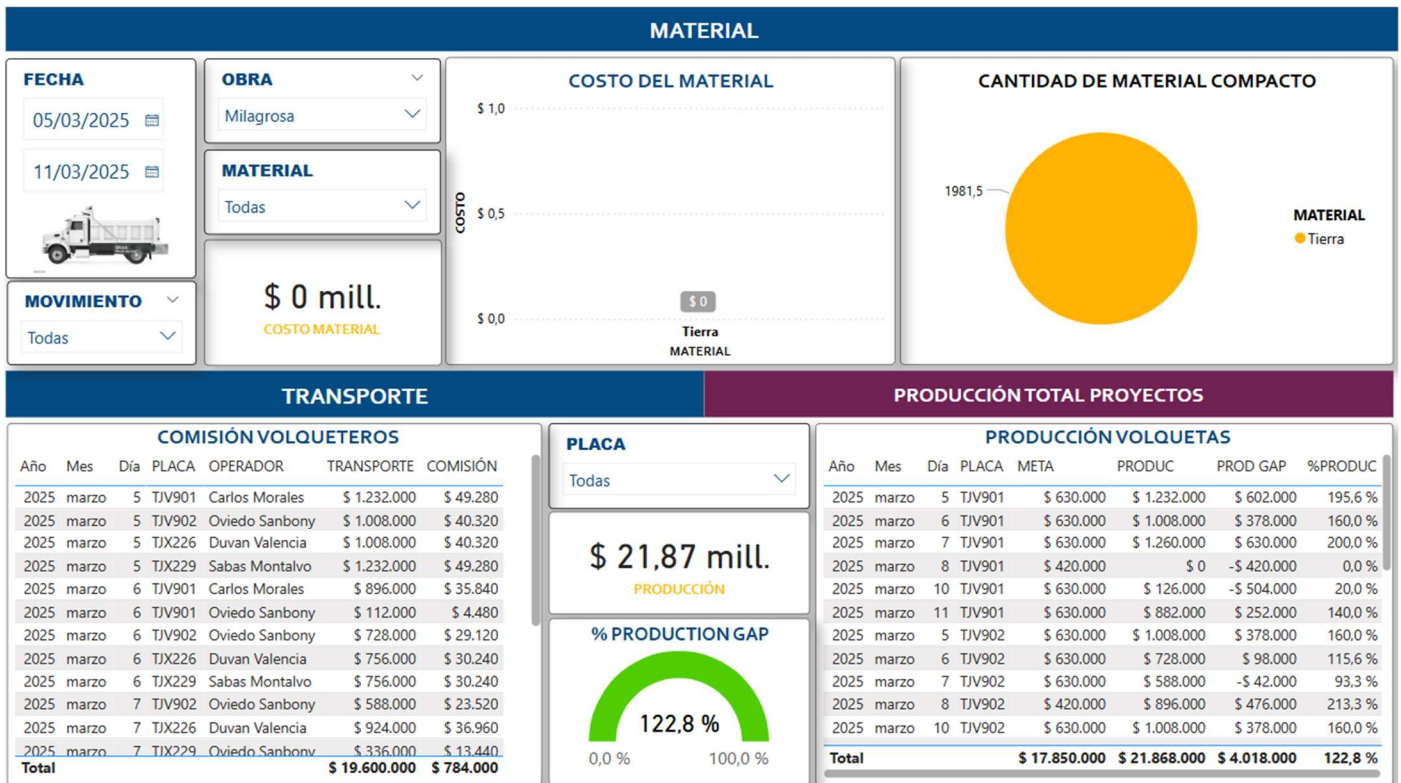 MATERIAL
FECHA
05/03/2025
11/03/2025
MOVIMIENTO
Todas
OBRA
Milagrosa
MATERIAL
Todas
$ 0 mill.
COSTO MATERIAL
COSTO DEL MATERIAL
COSTO
$ 1,0
$ 0,5
$ 0,0
$ 0
Tierra
MATERIAL
CANTIDAD DE MATERIAL COMPACTO
1981,5
MATERIAL
Tierra
TRANSPORTE
PRODUCCIÓN TOTAL PROYECTOS
COMISIÓN VOLQUETEROS
Año Mes Día PLACA OPERADOR TRANSPORTE COMISIÓN
2025 marzo 5 TJV901 Carlos Morales $ 1.232.000 $ 49.280
2025 marzo 5 TJV902 Oviedo Sanbony $ 1.008.000 $ 40.320
2025 marzo 5 TJX226 Duvan Valencia $ 1.008.000 $ 40.320
2025 marzo 5 TJX229 Sabas Montalvo $ 1.232.000 $ 49.280
2025 marzo 6 TJV901 Carlos Morales $ 896.000 $ 35.840
2025 marzo 6 TJV901 Oviedo Sanbony $ 112.000 $ 4.480
2025 marzo 6 TJV902 Oviedo Sanbony $ 728.000 $ 29.120
2025 marzo 6 TJX226 Duvan Valencia $ 756.000 $ 30.240
2025 marzo 6 TJX229 Sabas Montalvo $ 756.000 $ 30.240
2025 marzo 7 TJV902 Oviedo Sanbony $ 588.000 $ 23.520
2025 marzo 7 TJX226 Duvan Valencia $ 924.000 $ 36.960
2025 marzo 7 TJX229 Oviedo Sanbony $ 336.000 $ 13.440
Total $ 19.600.000 $ 784.000
PLACA
Todas
$ 21,87 mill.
PRODUCCIÓN
% PRODUCTION GAP
122,8 %
0,0 % 100,0 %
PRODUCCIÓN VOLQUETAS
Año Mes Día PLACA META PRODUC PROD GAP %PRODUC
2025 marzo 5 TJV901 $ 630.000 $ 1.232.000 $ 602.000 195,6 %
2025 marzo 6 TJV901 $ 630.000 $ 1.008.000 $ 378.000 160,0 %
2025 marzo 7 TJV901 $ 630.000 $ 1.260.000 $ 630.000 200,0 %
2025 marzo 8 TJV901 $ 420.000 $ 0 -$ 420.000 0,0 %
2025 marzo 10 TJV901 $ 630.000 $ 126.000 -$ 504.000 20,0 %
2025 marzo 11 TJV901 $ 630.000 $ 882.000 $ 252.000 140,0 %
2025 marzo 5 TJV902 $ 630.000 $ 1.008.000 $ 378.000 160,0 %
2025 marzo 6 TJV902 $ 630.000 $ 728.000 $ 98.000 115,6 %
2025 marzo 7 TJV902 $ 630.000 $ 588.000 -$ 42.000 93,3 %
2025 marzo 8 TJV902 $ 420.000 $ 896.000 $ 476.000 213,3 %
2025 marzo 10 TJV902 $ 630.000 $ 1.008.000 $ 378.000 160,0 %
Total $ 17.850.000 $ 21.868.000 $ 4.018.000 122,8 %